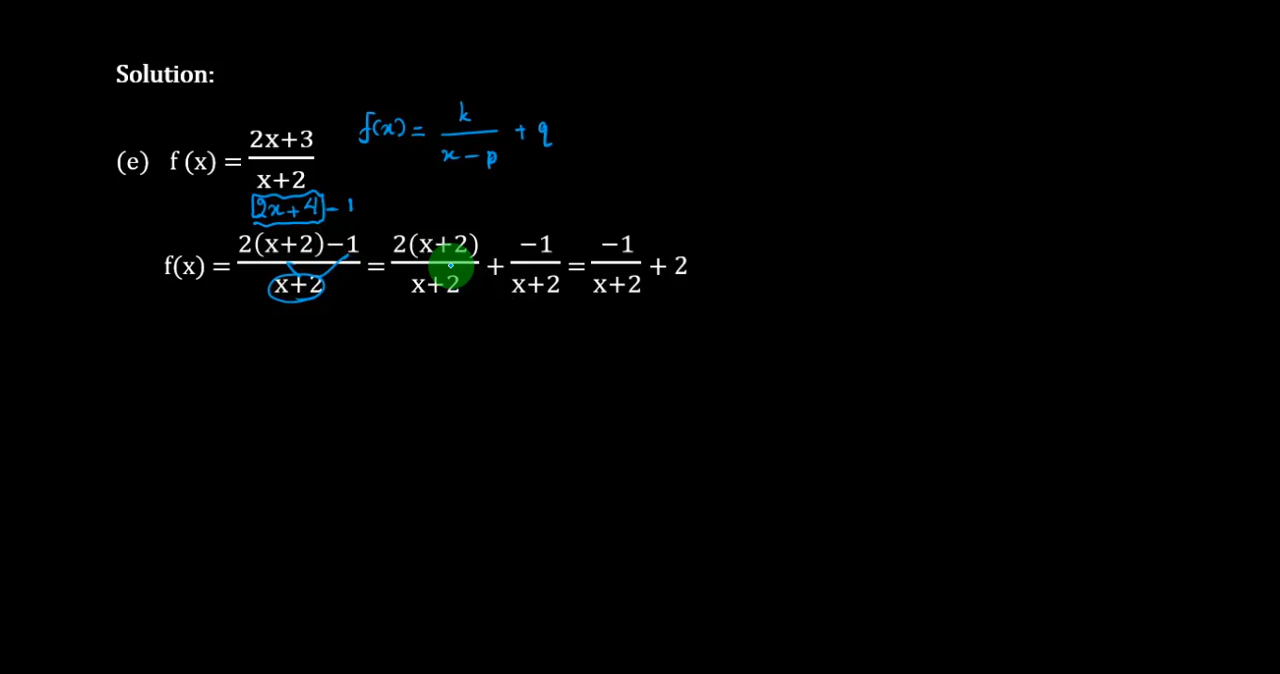 Solution:
(e) f (x) = (2x+3)/(x+2) f(x) = k/(x-p) + q
2x+4 - 1
f(x) = (2(x+2)−1)/(x+2) = (2(x+2))/(x+2) + (−1)/(x+2) = (−1)/(x+2) + 2